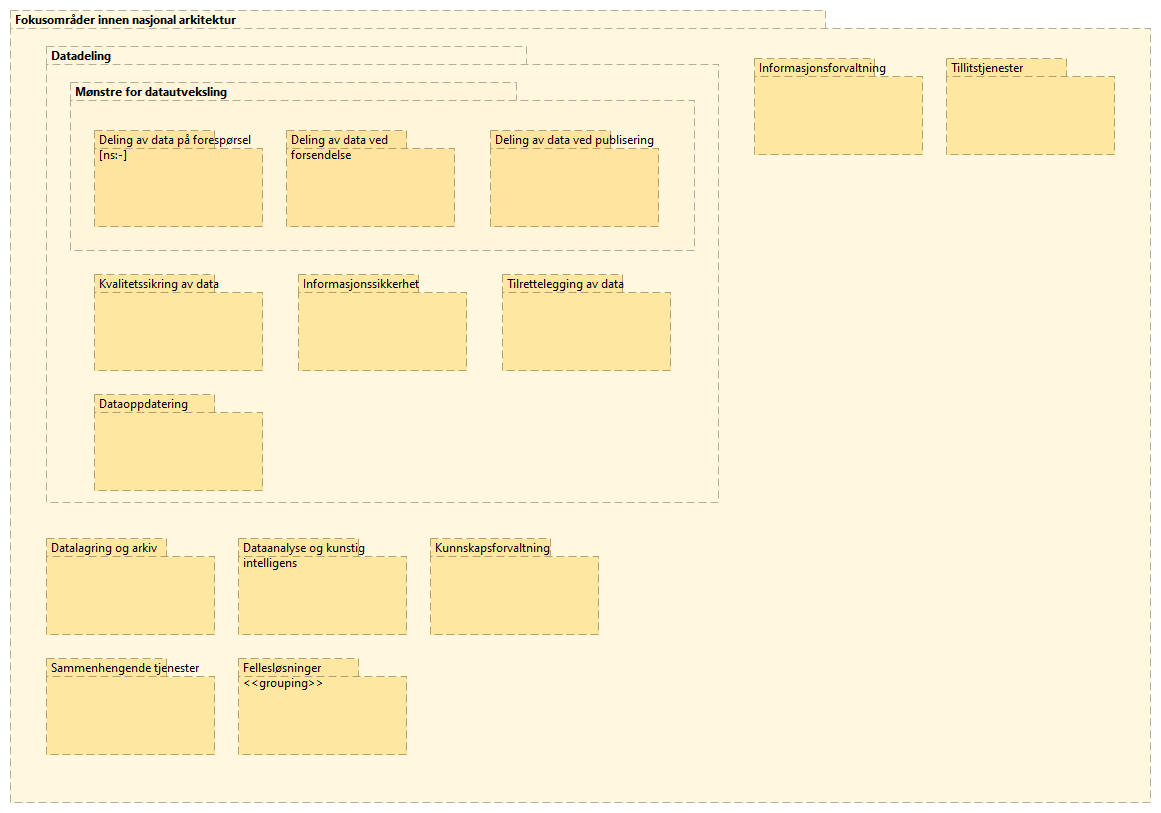 Fokusområder innen nasjonal arkitektur
Datadeling
Informasjonsforvaltning
Tillitstjenester
Mønstre for datautveksling
Deling av data på forespørsel
[ns:-]
Deling av data ved
forsendelse
Deling av data ved publisering
Kvalitetssikring av data
Informasjonssikkerhet
Tilrettelegging av data
Dataoppdatering
Datalagring og arkiv
Dataanalyse og kunstig
intelligens
Kunnskapsforvaltning
Sammenhengende tjenester
Fellesløsninger
<<grouping>>